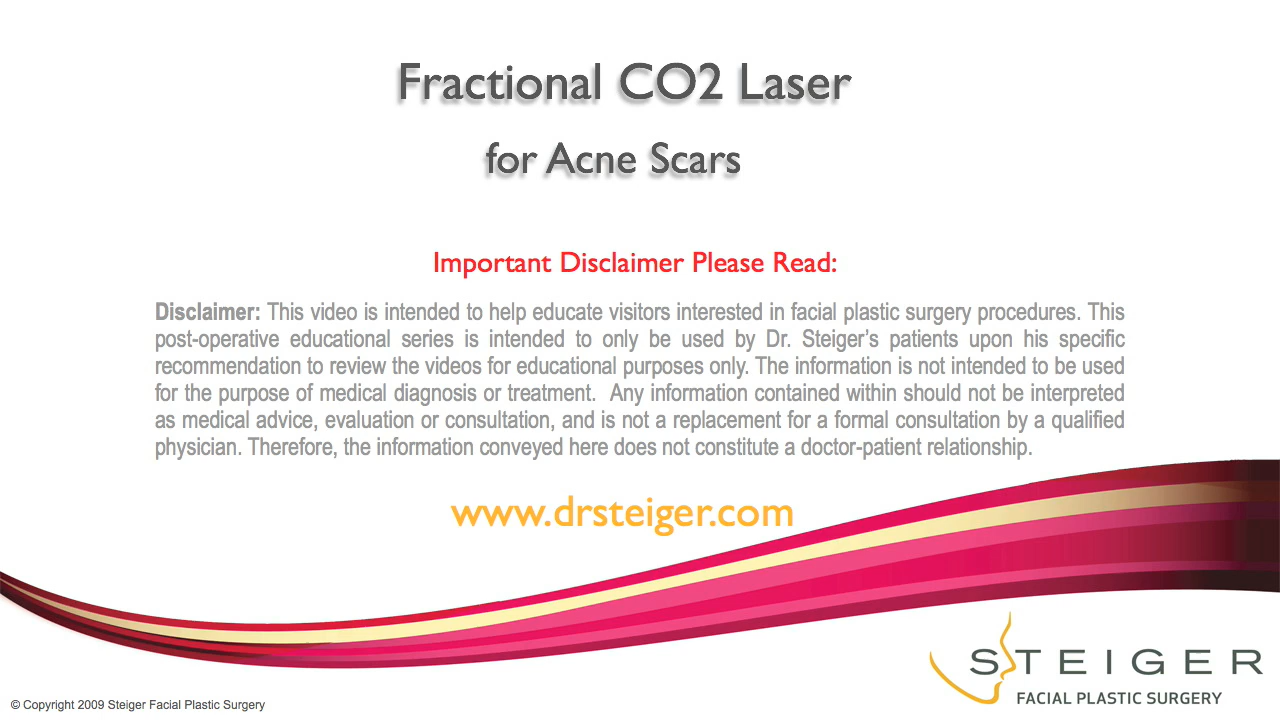 Fractional CO2 Laser
for Acne Scars
Important Disclaimer Please Read:
Disclaimer: This video is intended to help educate visitors interested in facial plastic surgery procedures. This
post-operative educational series is intended to only be used by Dr. Steiger’s patients upon his specific
recommendation to review the videos for educational purposes only. The information is not intended to be used
for the purpose of medical diagnosis or treatment.  Any information contained within should not be interpreted
as medical advice, evaluation or consultation, and is not a replacement for a formal consultation by a qualified
physician. Therefore, the information conveyed here does not constitute a doctor-patient relationship.
www.drsteiger.com
STEIGER
FACIAL PLASTIC SURGERY
© Copyright 2009 Steiger Facial Plastic Surgery